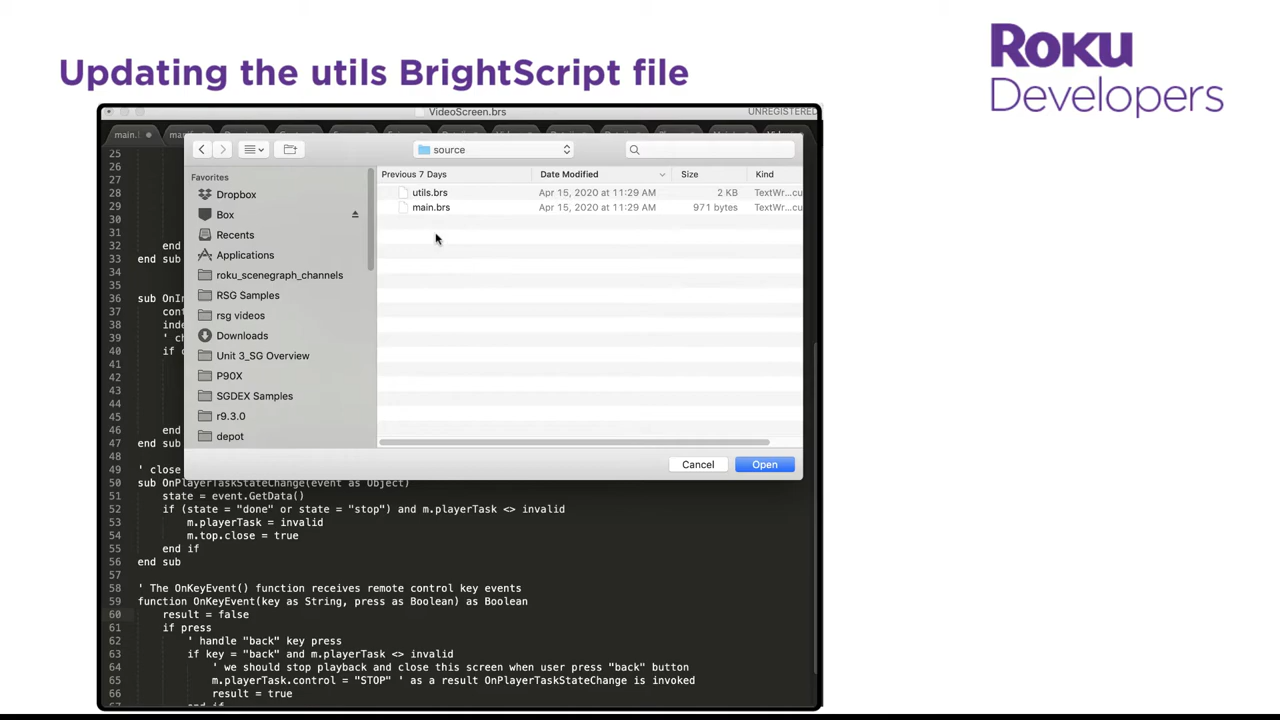 Updating the utils BrightScript file
Roku
Developers
VideoScreen.brs
UNREGISTERED
main.
source
Favorites
Dropbox
Box
Recents
Applications
roku_scenegraph_channels
RSG Samples
rsg videos
Downloads
Unit 3_SG Overview
P90X
SGDEX Samples
r9.3.0
depot
Previous 7 Days Date Modified Size Kind
utils.brs Apr 15, 2020 at 11:29 AM 2 KB TextWr...cu
main.brs Apr 15, 2020 at 11:29 AM 971 bytes TextWr...cu
Cancel Open
25
26
27
28
29
30
31
32 end
33 end sub
34
35
36 sub OnI
37 con
38 ind
39 ' c
40 if
41
42
43
44
45
46 end
47 end sub
48
49 ' close
50 sub OnPlayerTaskStateChange(event as Object)
51 state = event.GetData()
52 if (state = "done" or state = "stop") and m.playerTask <> invalid
53 m.playerTask = invalid
54 m.top.close = true
55 end if
56 end sub
57
58 ' The OnKeyEvent() function receives remote control key events
59 function OnKeyEvent(key as String, press as Boolean) as Boolean
60 result = false
61 if press
62 ' handle "back" key press
63 if key = "back" and m.playerTask <> invalid
64 ' we should stop playback and close this screen when user press "back" button
65 m.playerTask.control = "STOP" ' as a result OnPlayerTaskStateChange is invoked
66 result = true
end if